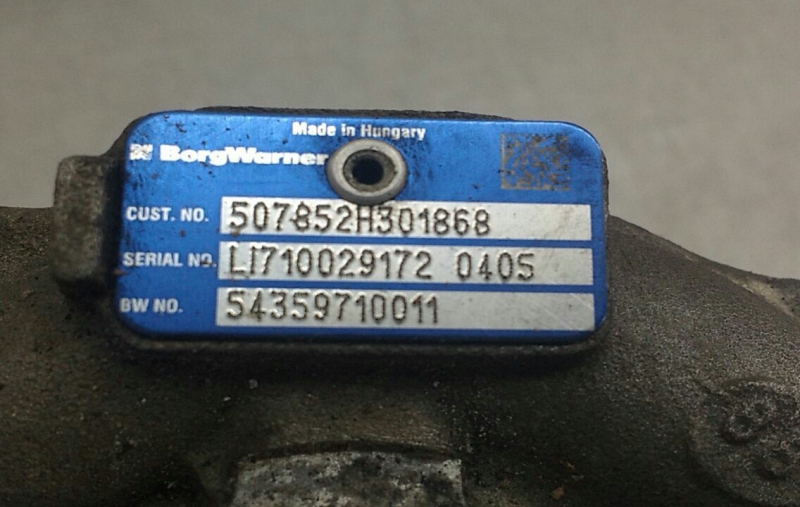 Made in Hungary
BorgWarner
CUST. NO. 507852H301868
SERIAL NO. LI710029172 0405
BW NO. 54359710011